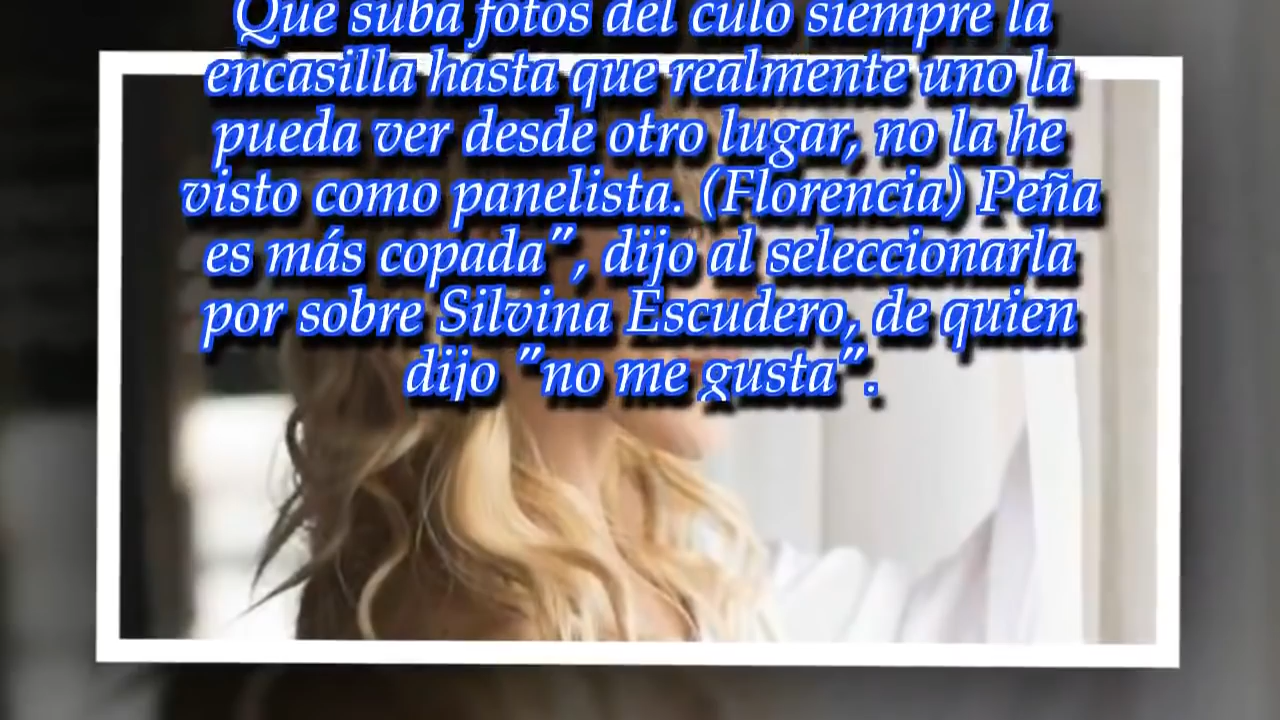 Que suba fotos del culo siempre la
encasilla hasta que realmente uno la
pueda ver desde otro lugar, no la he
visto como panelista. (Florencia) Peña
es más copada”, dijo al seleccionarla
por sobre Silvina Escudero, de quien
dijo ”no me gusta”.